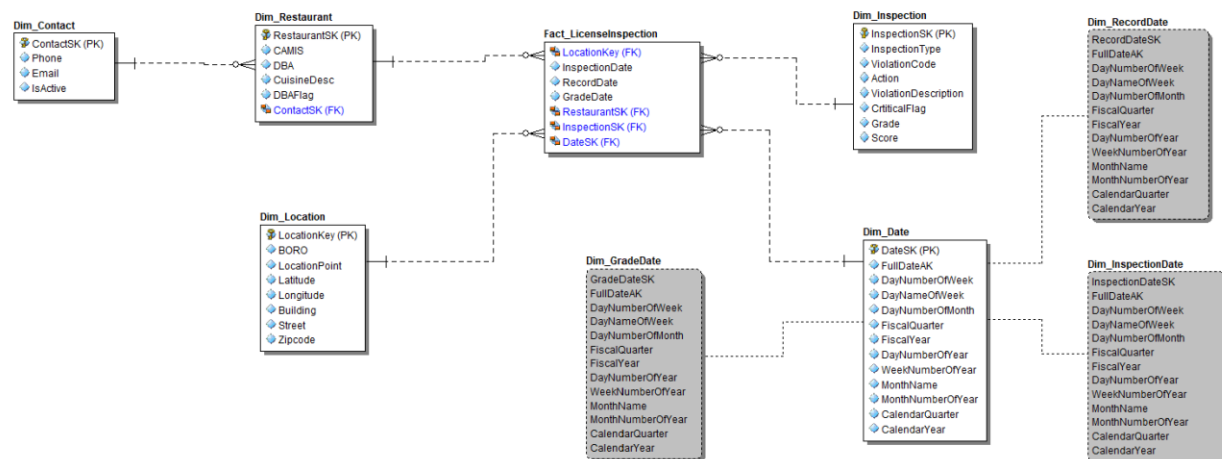 Dim_Contact
ContactSK (PK)
Phone
Email
IsActive
Dim_Restaurant
RestaurantSK (PK)
CAMIS
DBA
CuisineDesc
DBAFlag
ContactSK (FK)
Fact_LicenseInspection
LocationKey (FK)
InspectionDate
RecordDate
GradeDate
RestaurantSK (FK)
InspectionSK (FK)
DateSK (FK)
Dim_Inspection
InspectionSK (PK)
InspectionType
ViolationCode
Action
ViolationDescription
CrtiticalFlag
Grade
Score
Dim_RecordDate
RecordDateSK
FullDateAK
DayNumberOfWeek
DayNameOfWeek
DayNumberOfMonth
FiscalQuarter
FiscalYear
DayNumberOfYear
WeekNumberOfYear
MonthName
MonthNumberOfYear
CalendarQuarter
CalendarYear
Dim_Location
LocationKey (PK)
BORO
LocationPoint
Latitude
Longitude
Building
Street
Zipcode
Dim_GradeDate
GradeDateSK
FullDateAK
DayNumberOfWeek
DayNameOfWeek
DayNumberOfMonth
FiscalQuarter
FiscalYear
DayNumberOfYear
WeekNumberOfYear
MonthName
MonthNumberOfYear
CalendarQuarter
CalendarYear
Dim_Date
DateSK (PK)
FullDateAK
DayNumberOfWeek
DayNameOfWeek
DayNumberOfMonth
FiscalQuarter
FiscalYear
DayNumberOfYear
WeekNumberOfYear
MonthName
MonthNumberOfYear
CalendarQuarter
CalendarYear
Dim_InspectionDate
InspectionDateSK
FullDateAK
DayNumberOfWeek
DayNameOfWeek
DayNumberOfMonth
FiscalQuarter
FiscalYear
DayNumberOfYear
WeekNumberOfYear
MonthName
MonthNumberOfYear
CalendarQuarter
CalendarYear